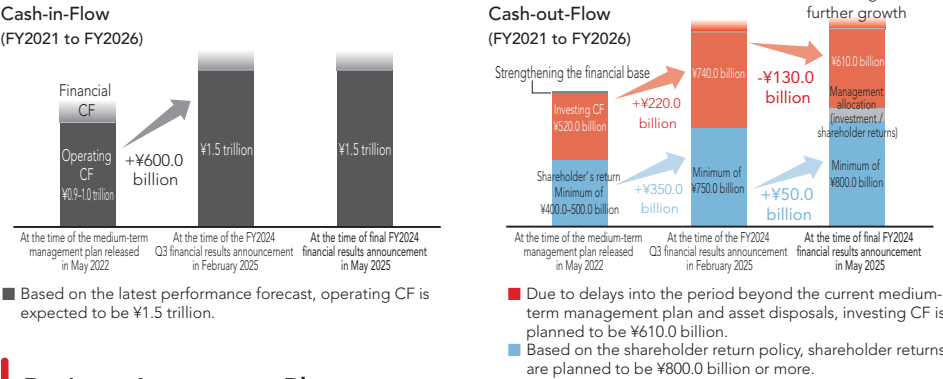 Cash-in-Flow
(FY2021 to FY2026)
Financial
CF
Operating
CF
¥0.9–1.0 trillion
+¥600.0
billion
¥1.5 trillion
¥1.5 trillion
At the time of the medium-term
management plan released
in May 2022
At the time of the FY2024
Q3 financial results announcement
in February 2025
At the time of final FY2024
financial results announcement
in May 2025
■ Based on the latest performance forecast, operating CF is
expected to be ¥1.5 trillion.
Cash-out-Flow
(FY2021 to FY2026)
further growth
Strengthening the financial base
Investing CF
¥520.0 billion
Shareholder's return
Minimum of
¥400.0–500.0 billion
+¥220.0
billion
+¥350.0
billion
¥740.0 billion
Minimum of
¥750.0 billion
-¥130.0
billion
+¥50.0
billion
¥610.0 billion
Management
allocation
(investment /
shareholder returns)
Minimum of
¥800.0 billion
At the time of the medium-term
management plan released
in May 2022
At the time of the FY2024
Q3 financial results announcement
in February 2025
At the time of final FY2024
financial results announcement
in May 2025
■ Due to delays into the period beyond the current medium-
term management plan and asset disposals, investing CF is
planned to be ¥610.0 billion.
■ Based on the shareholder return policy, shareholder returns
are planned to be ¥800.0 billion or more.